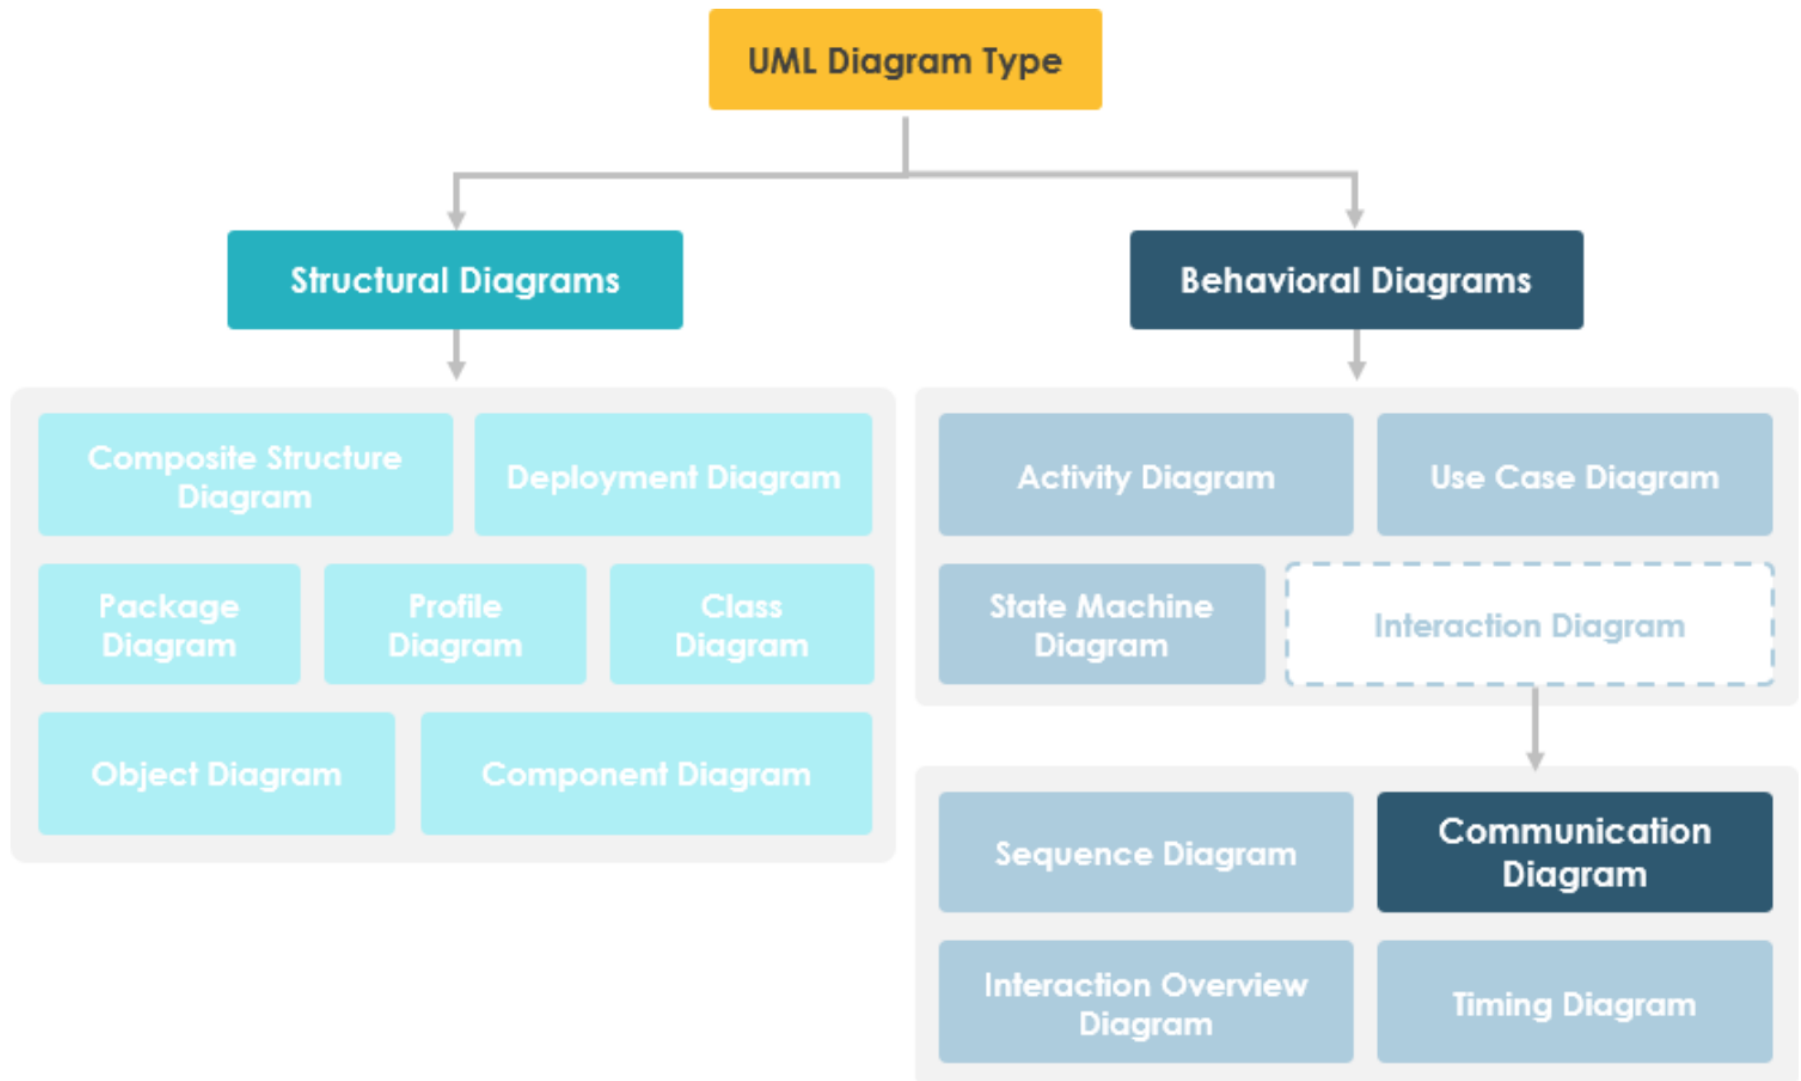 UML Diagram Type
Structural Diagrams
Behavioral Diagrams
Composite Structure
Diagram
Deployment Diagram
Package
Diagram
Profile
Diagram
Class
Diagram
Object Diagram
Component Diagram
Activity Diagram
Use Case Diagram
State Machine
Diagram
Interaction Diagram
Sequence Diagram
Communication
Diagram
Interaction Overview
Diagram
Timing Diagram